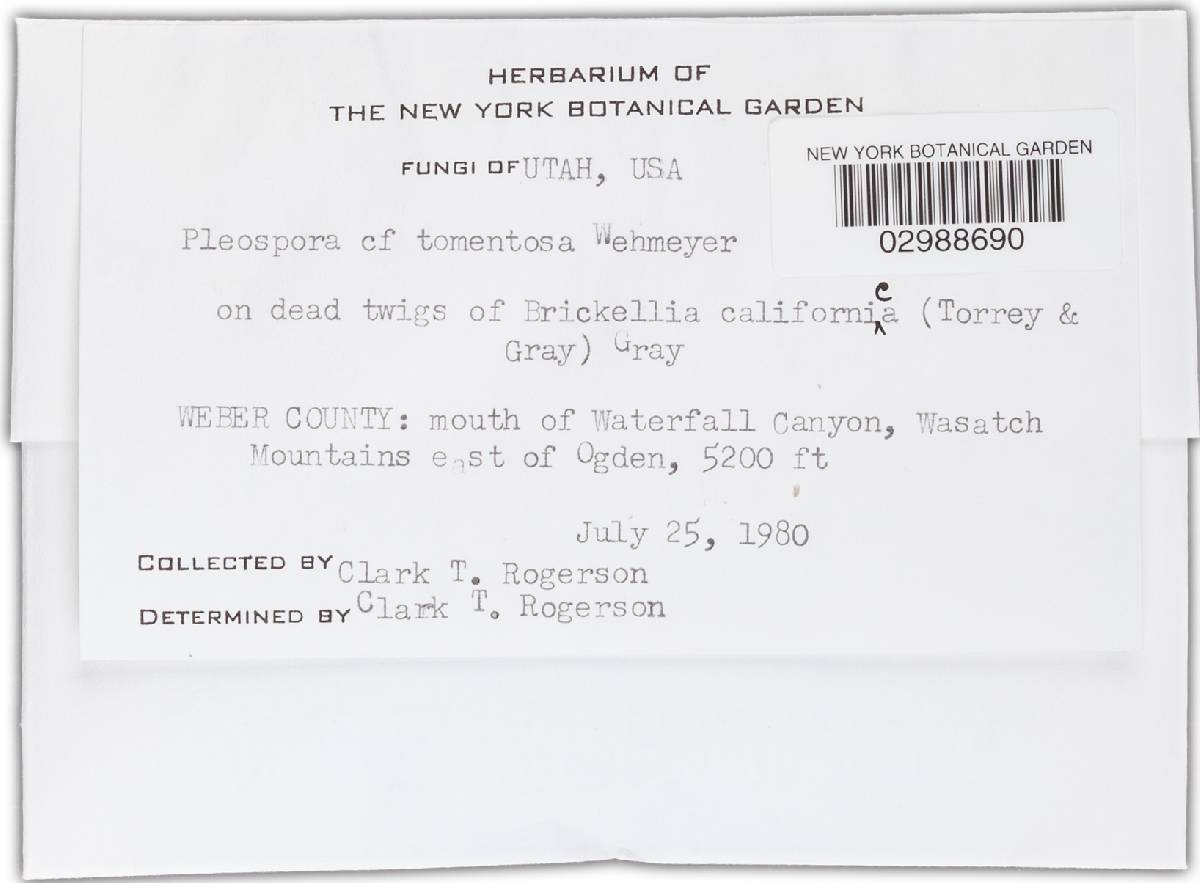 HERBARIUM OF
THE NEW YORK BOTANICAL GARDEN
NEW YORK BOTANICAL GARDEN
02988690
FUNGI OF UTAH, USA
Pleospora cf tomentosa Wehmeyer
on dead twigs of Brickellia californica (Torrey &
Gray) Gray
WEBER COUNTY: mouth of Waterfall Canyon, Wasatch
Mountains east of Ogden, 5200 ft
July 25, 1980
COLLECTED BY Clark T. Rogerson
DETERMINED BY Clark T. Rogerson